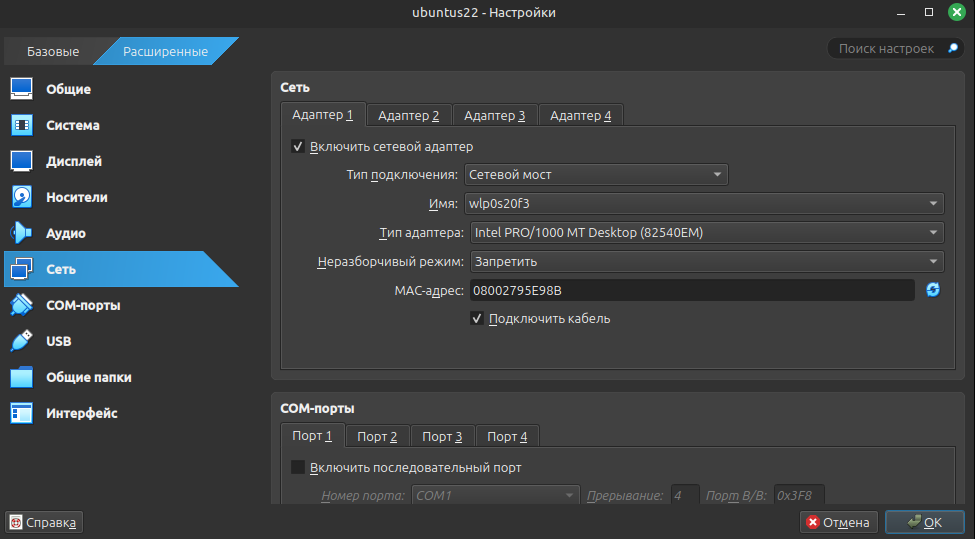 ubuntus22 - Настройки
Базовые
Расширенные
Поиск настроек
Общие
Система
Дисплей
Носители
Аудио
Сеть
COM-порты
USB
Общие папки
Интерфейс
Сеть
Адаптер 1 Адаптер 2 Адаптер 3 Адаптер 4
Включить сетевой адаптер
Тип подключения: Сетевой мост
Имя: wlp0s20f3
Тип адаптера: Intel PRO/1000 MT Desktop (82540EM)
Неразборчивый режим: Запретить
MAC-адрес: 08002795E98B
Подключить кабель
COM-порты
Порт 1 Порт 2 Порт 3 Порт 4
Включить последовательный порт
Номер порта: COM1 Прерывание: 4 Порт В/В: 0x3F8
Справка
Отмена
OK